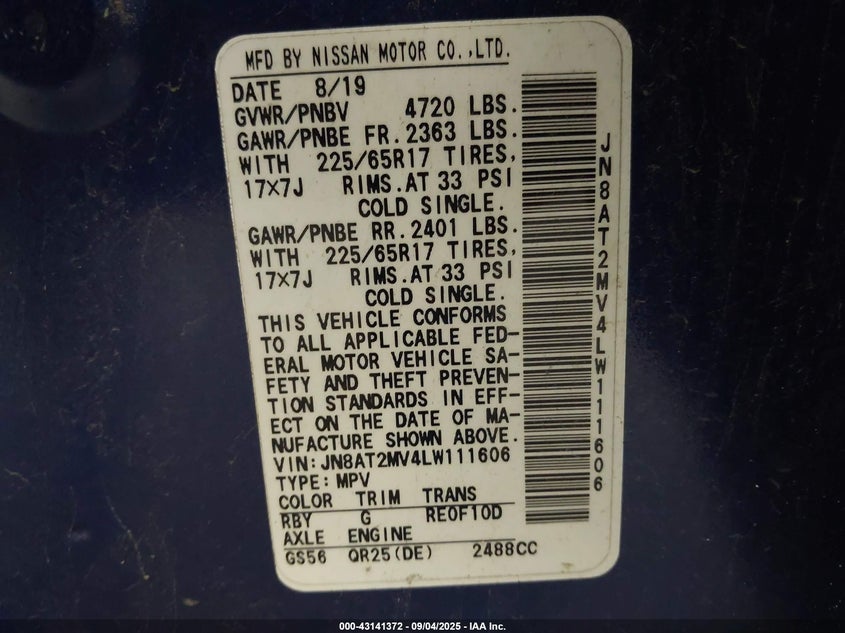 MFD BY NISSAN MOTOR CO.,LTD.
DATE 8/19
GVWR/PNBV 4720 LBS.
GAWR/PNBE FR. 2363 LBS.
WITH 225/65R17 TIRES,
17X7J RIMS.AT 33 PSI
COLD SINGLE.
GAWR/PNBE RR. 2401 LBS.
WITH 225/65R17 TIRES,
17X7J RIMS.AT 33 PSI
COLD SINGLE.
THIS VEHICLE CONFORMS
TO ALL APPLICABLE FED-
ERAL MOTOR VEHICLE SA-
FETY AND THEFT PREVEN-
TION STANDARDS IN EFF-
ECT ON THE DATE OF MA-
NUFACTURE SHOWN ABOVE.
VIN:JN8AT2MV4LW111606
TYPE:MPV
COLOR TRIM TRANS
RBY G RE0F10D
AXLE ENGINE
GS56 QR25(DE) 2488CC
JN8AT2MV4LW111606
000-43141372 - 09/04/2025 - IAA Inc.